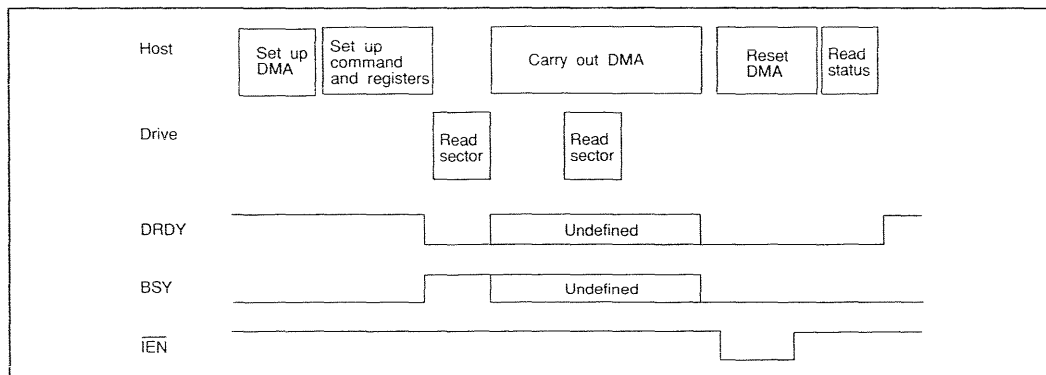 Host
Set up
DMA
Set up
command
and registers
Carry out DMA
Reset
DMA
Read
status
Drive
Read
sector
Read
sector
DRDY
Undefined
BSY
Undefined
IEN